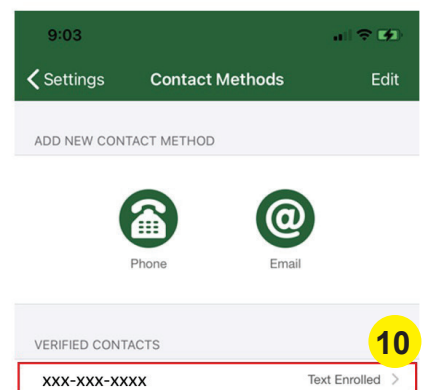 9:03
Settings Contact Methods Edit
ADD NEW CONTACT METHOD
@
Phone Email
VERIFIED CONTACTS 10
xxx-xxx-xxxx Text Enrolled